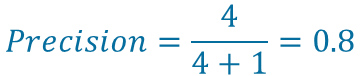 Precision = 4 / (4 + 1) = 0.8